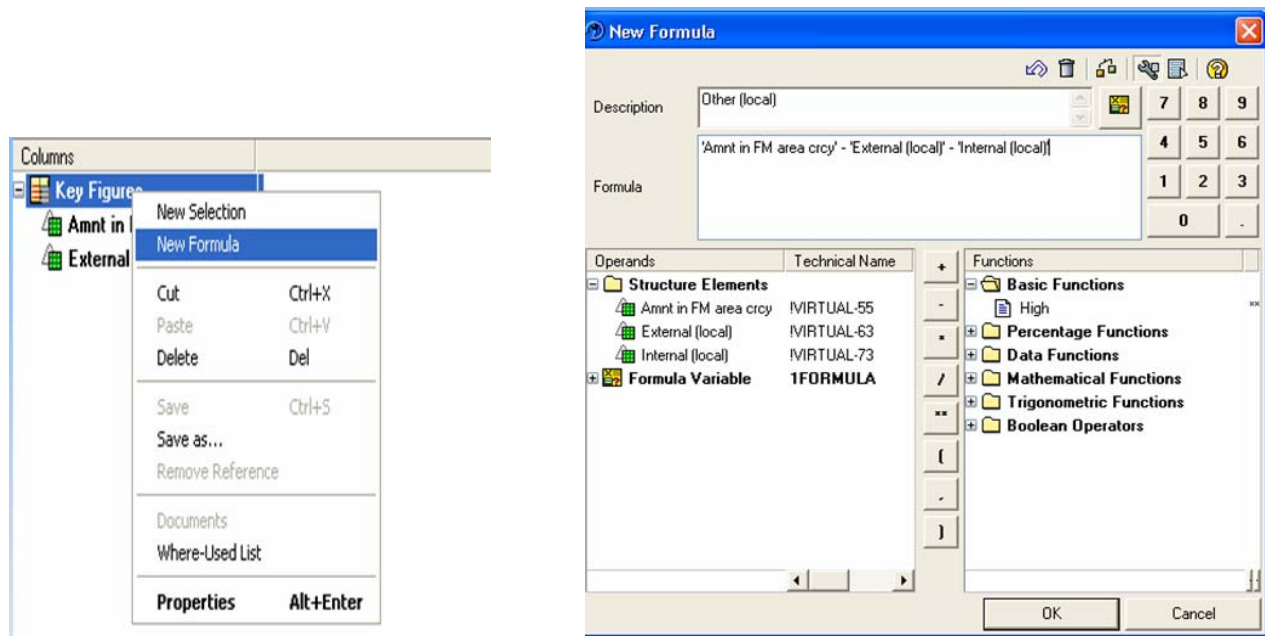 Columns
Key Figures
Amnt in
External
New Selection
New Formula
Cut Ctrl+X
Paste Ctrl+V
Delete Del
Save Ctrl+S
Save as...
Remove Reference
Documents
Where-Used List
Properties Alt+Enter
New Formula
Description
Other (local)
7 8 9
'Amnt in FM area crcy' - 'External (local)' - 'Internal (local)'
4 5 6
Formula
1 2 3
0 .
Operands Technical Name
Structure Elements
Amnt in FM area crcy !VIRTUAL-55
External (local) !VIRTUAL-63
Internal (local) !VIRTUAL-73
Formula Variable 1FORMULA
+
-
*
/
**
(
,
)
Functions
Basic Functions
High
Percentage Functions
Data Functions
Mathematical Functions
Trigonometric Functions
Boolean Operators
OK Cancel